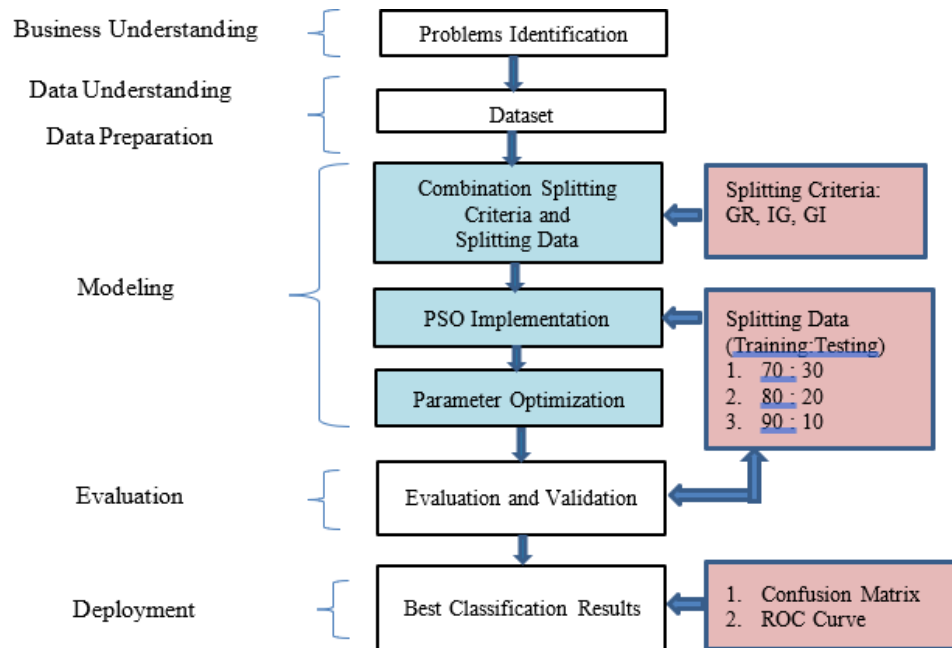 Business Understanding
Problems Identification
Data Understanding
Data Preparation
Dataset
Modeling
Combination Splitting
Criteria and
Splitting Data
Splitting Criteria:
GR, IG, GI
PSO Implementation
Parameter Optimization
Splitting Data
(Training:Testing)
1. 70 : 30
2. 80 : 20
3. 90 : 10
Evaluation
Evaluation and Validation
Deployment
Best Classification Results
1. Confusion Matrix
2. ROC Curve